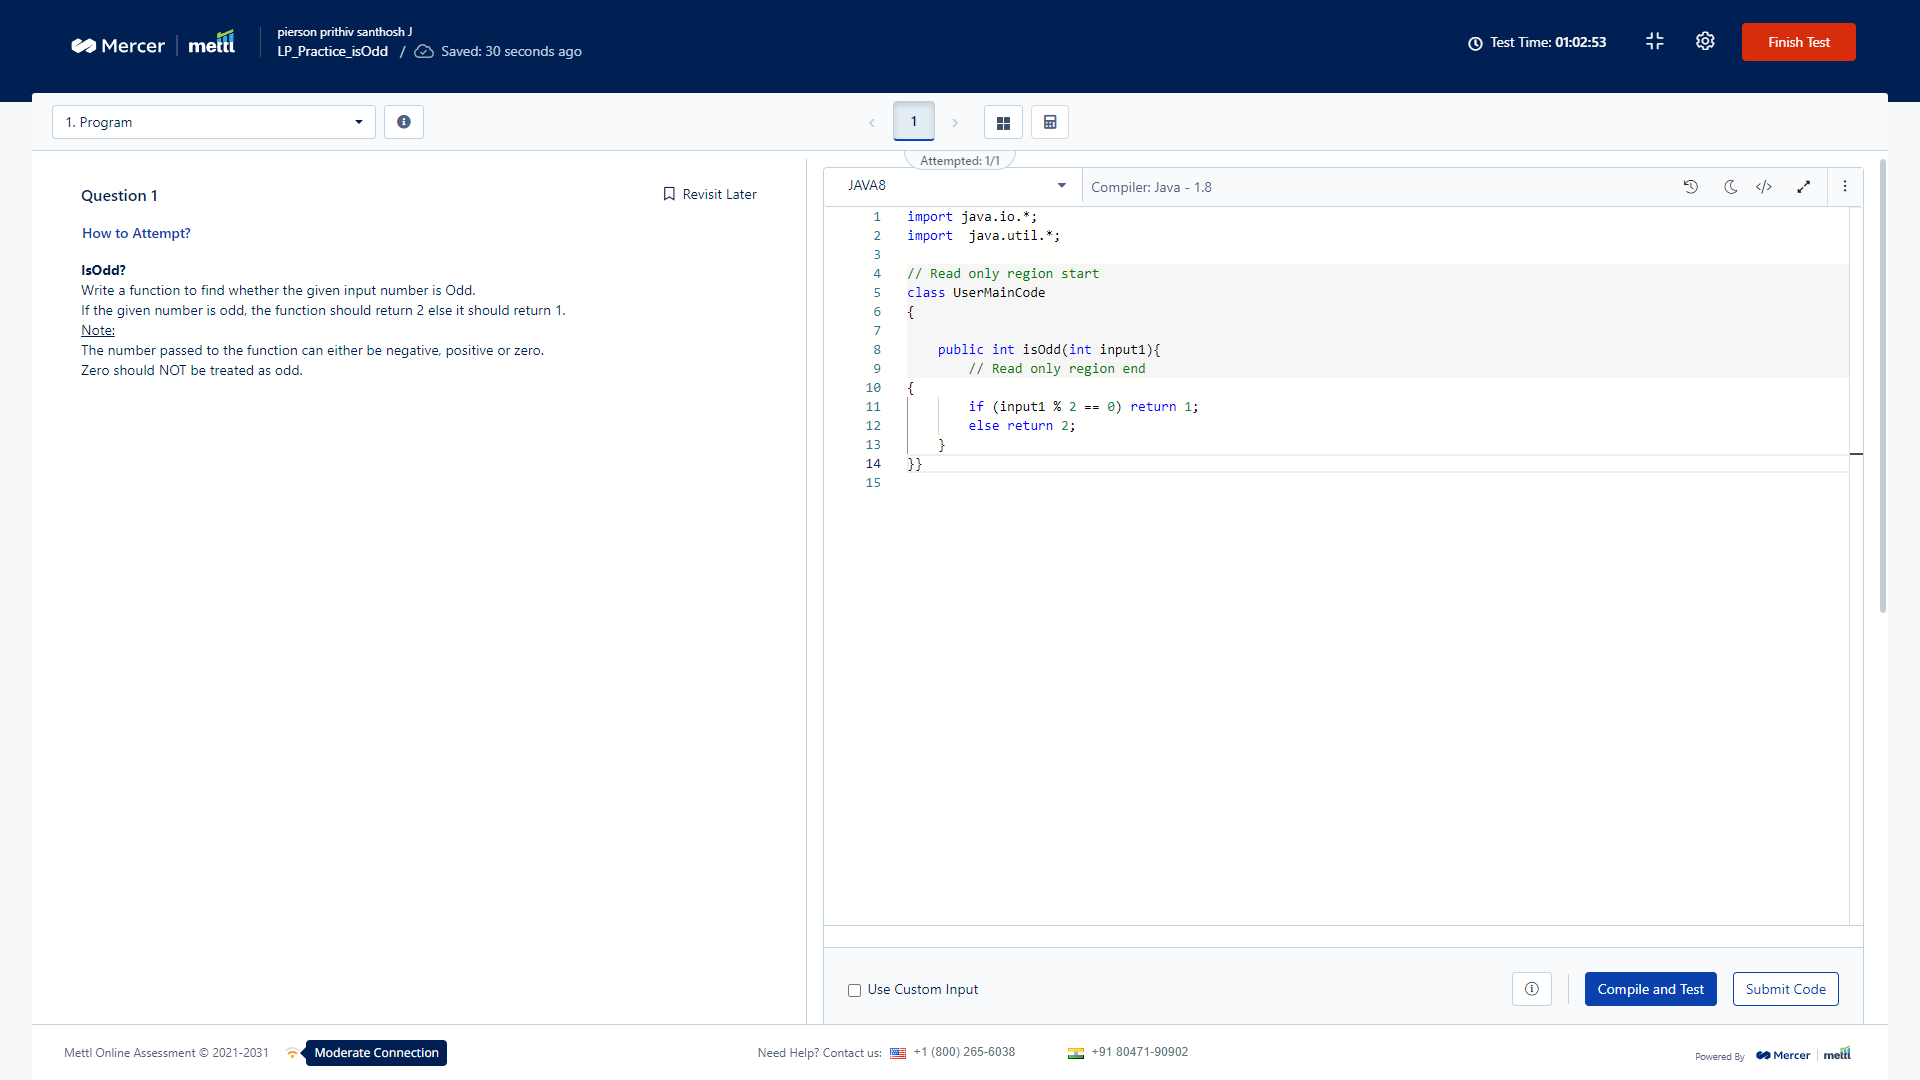 Mercer | mettl
pierson prithiv santhosh J
LP_Practice_isOdd / Saved: 30 seconds ago
Test Time: 01:02:53
Finish Test
1. Program
1
Attempted: 1/1
Question 1
Revisit Later
How to Attempt?
IsOdd?
Write a function to find whether the given input number is Odd.
If the given number is odd, the function should return 2 else it should return 1.
Note:
The number passed to the function can either be negative, positive or zero.
Zero should NOT be treated as odd.
JAVA8
Compiler: Java - 1.8
1 import java.io.*;
2 import  java.util.*;
3
4 // Read only region start
5 class UserMainCode
6 {
7
8     public int isOdd(int input1){
9         // Read only region end
10 {
11         if (input1 % 2 == 0) return 1;
12         else return 2;
13     }
14 }}
15
Use Custom Input
Compile and Test
Submit Code
Mettl Online Assessment © 2021-2031
Moderate Connection
Need Help? Contact us: +1 (800) 265-6038
+91 80471-90902
Powered By Mercer | mettl